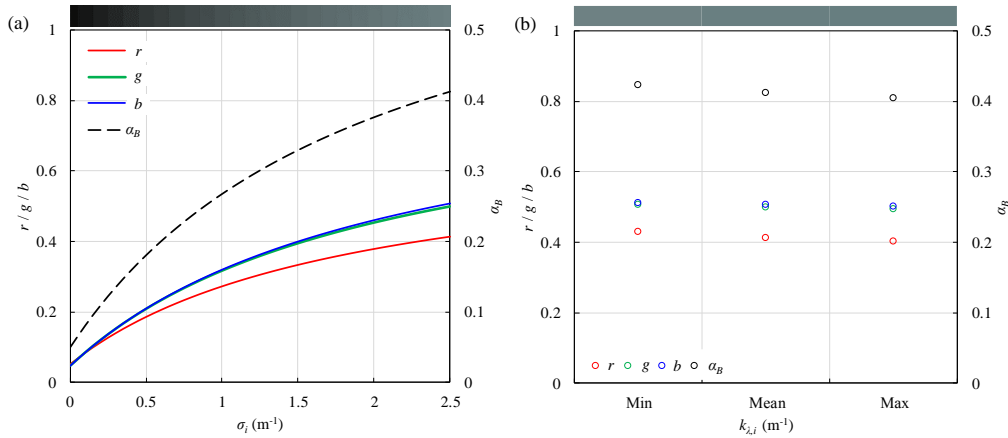 (a)
1
0.8
0.6
0.4
0.2
0
r / g / b
r
g
b
α_B
0.5
0.4
0.3
0.2
0.1
0
α_B
0
0.5
1
1.5
2
2.5
σ_i (m⁻¹)
(b)
1
0.8
0.6
0.4
0.2
0
r / g / b
0.5
0.4
0.3
0.2
0.1
0
α_B
r g b α_B
Min Mean Max
k_λ,i (m⁻¹)